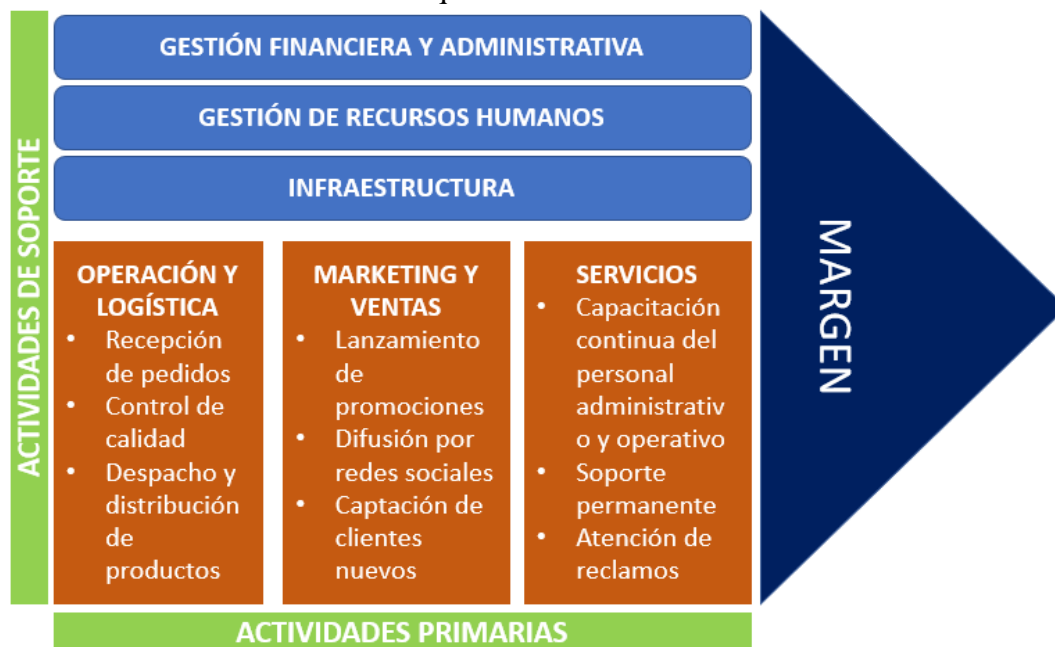 ACTIVIDADES DE SOPORTE
GESTIÓN FINANCIERA Y ADMINISTRATIVA
GESTIÓN DE RECURSOS HUMANOS
INFRAESTRUCTURA
OPERACIÓN Y
LOGÍSTICA
• Recepción
de pedidos
• Control de
calidad
• Despacho y
distribución
de
productos
MARKETING Y
VENTAS
• Lanzamiento
de
promociones
• Difusión por
redes sociales
• Captación de
clientes
nuevos
SERVICIOS
• Capacitación
continua del
personal
administrativ
o y operativo
• Soporte
permanente
• Atención de
reclamos
MARGEN
ACTIVIDADES PRIMARIAS